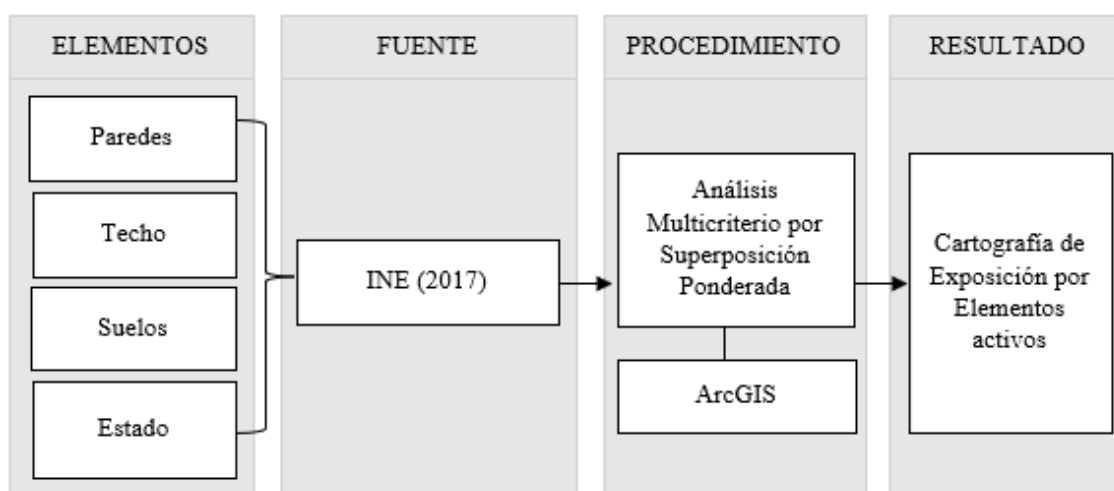 ELEMENTOS
FUENTE
PROCEDIMIENTO
RESULTADO
Paredes
Techo
Suelos
Estado
INE (2017)
Análisis
Multicriterio por
Superposición
Ponderada
ArcGIS
Cartografía de
Exposición por
Elementos
activos